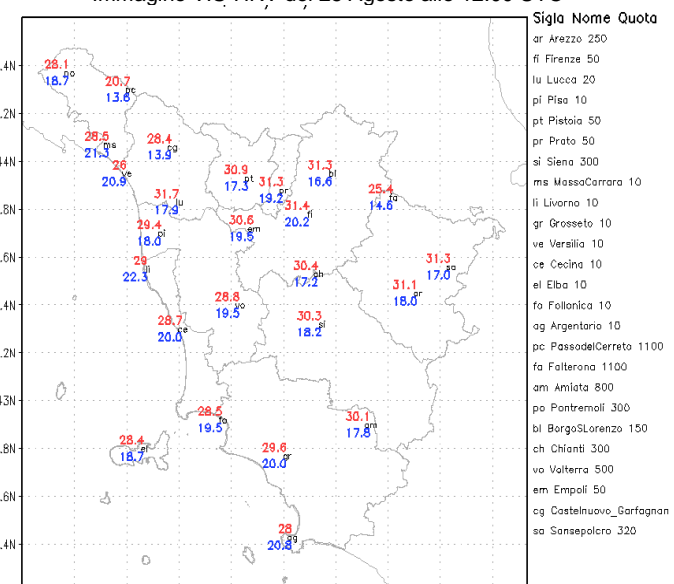 Sigla Nome Quota
ar Arezzo 250
fi Firenze 50
lu Lucca 20
pi Pisa 10
pt Pistoia 50
pr Prato 50
si Siena 300
ms MassaCarrara 10
li Livorno 10
gr Grosseto 10
ve Versilia 10
ce Cecina 10
el Elba 10
fo Follonica 10
ag Argentario 10
pc PassodelCerreto 1100
fa Falterona 1100
am Amiata 800
po Pontremoli 300
bl BorgoSLorenzo 150
ch Chianti 300
vo Volterra 500
em Empoli 50
cg Castelnuovo_Garfagnan
sa Sansepolcro 320
.4N
28.1
18.7 po
20.7
13.6 pc
.2N
28.5
21.3 ms
28.4
13.9 cg
44N
26
20.9 ve
30.9
17.3 pt
31.3
19.2 pr
31.3
16.6 bl
25.4
14.6 fa
.8N
31.7
17.9 lu
31.4
20.2 fi
29.4
18.0 pi
30.6
19.5 em
.6N
29
22.3 li
30.4
17.2 ch
31.3
17.0 sa
31.1
18.0 ar
.4N
28.8
19.5 vo
28.7
20.0 ce
30.3
18.2 si
.2N
43N
28.5
19.5 fo
30.1
17.8 am
.8N
28.4
18.7 el
29.6
20.0 gr
.6N
.4N
28
20.8 ag